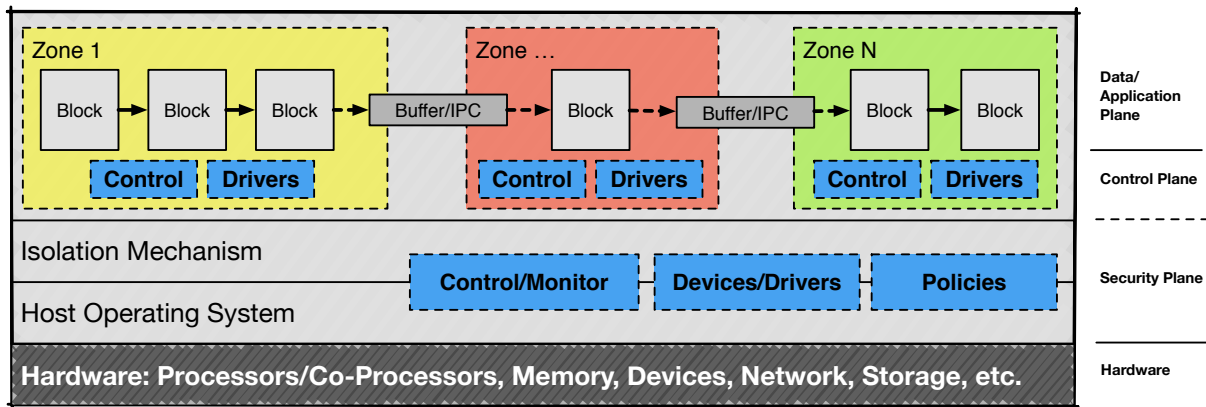 Zone 1
Zone ...
Zone N
Block
Block
Block
Buffer/IPC
Block
Buffer/IPC
Block
Block
Data/
Application
Plane
Control
Drivers
Control
Drivers
Control
Drivers
Control Plane
Isolation Mechanism
Control/Monitor
Devices/Drivers
Policies
Security Plane
Host Operating System
Hardware: Processors/Co-Processors, Memory, Devices, Network, Storage, etc.
Hardware